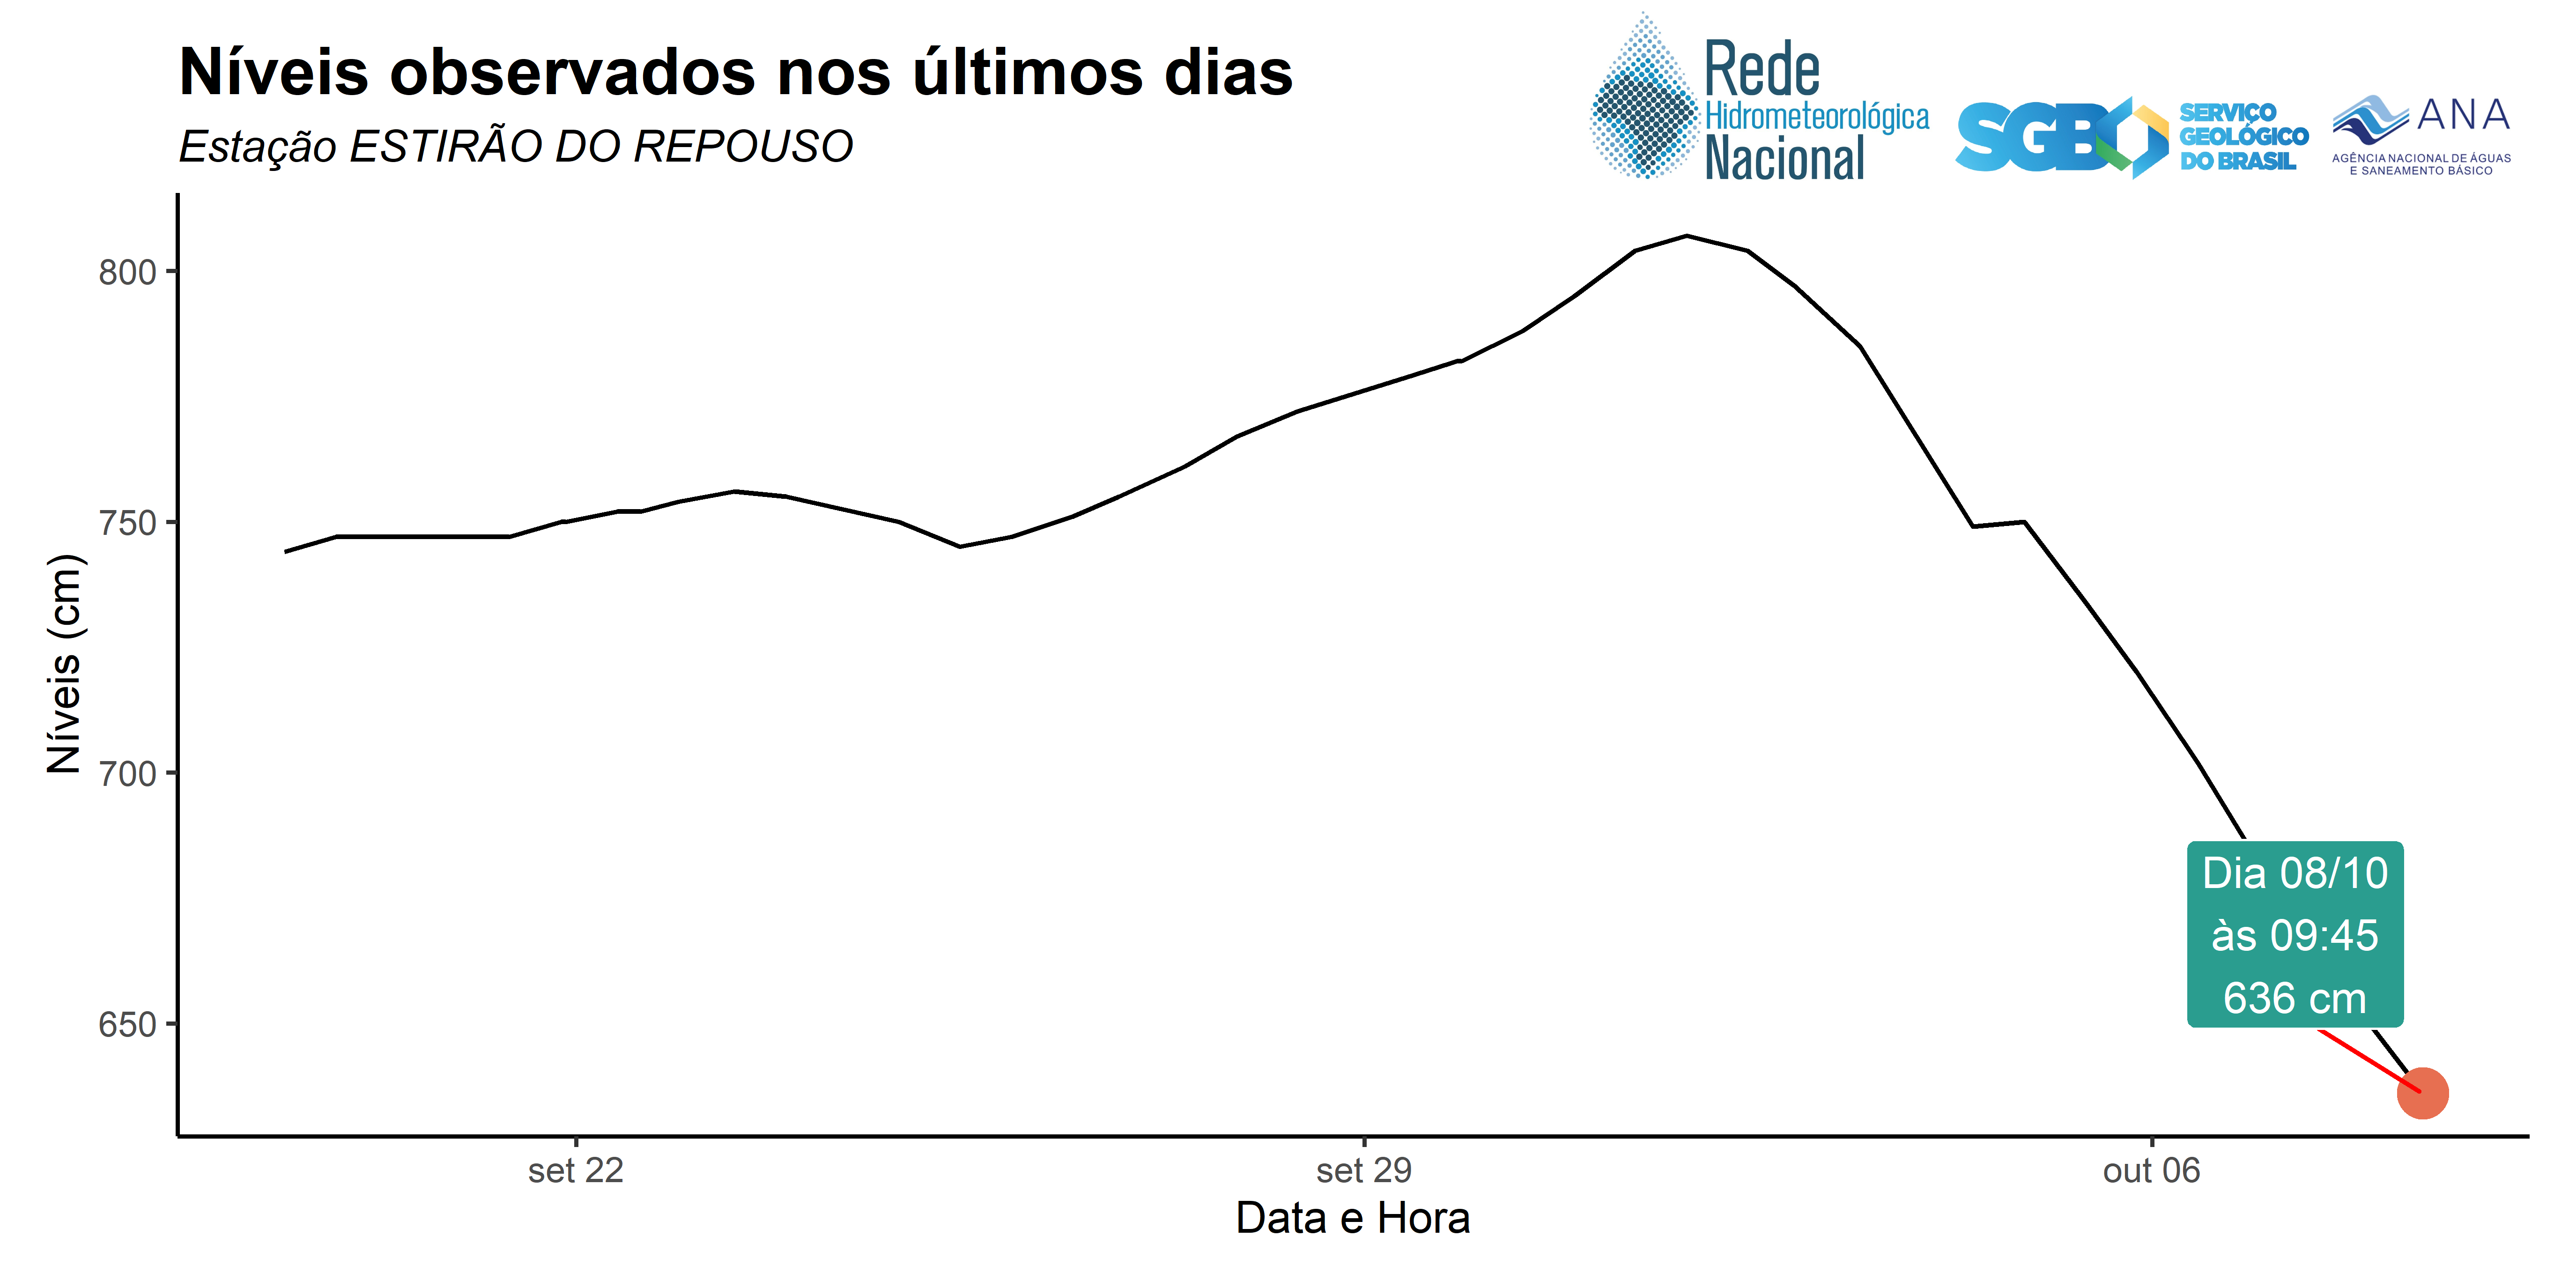 Níveis observados nos últimos dias
Estação ESTIRÃO DO REPOUSO
Rede
Hidrometeorológica
Nacional
SGB
SERVIÇO
GEOLÓGICO
DO BRASIL
ANA
AGÊNCIA NACIONAL DE ÁGUAS
E SANEAMENTO BÁSICO
Níveis (cm)
800
750
700
650
Dia 08/10
às 09:45
636 cm
set 22
set 29
out 06
Data e Hora